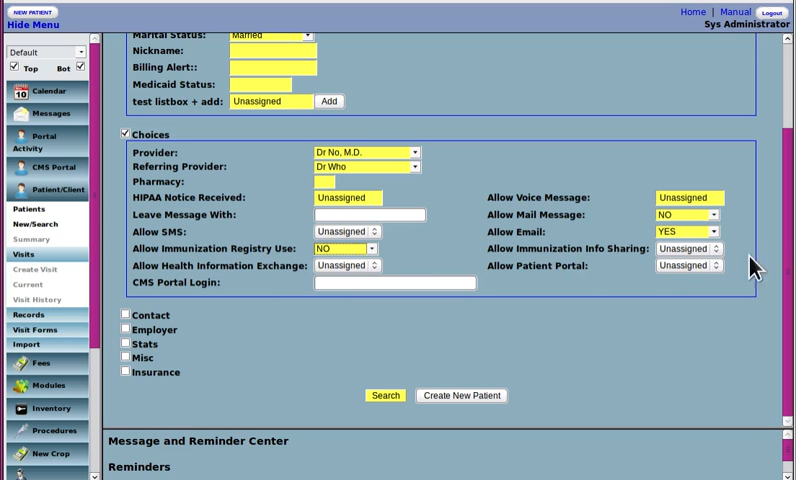 NEW PATIENT
Home | Manual Logout
Hide Menu
Sys Administrator
Default
Top Bot
Calendar
Messages
Portal
Activity
CMS Portal
Patient/Client
Patients
New/Search
Summary
Visits
Create Visit
Current
Visit History
Records
Visit Forms
Import
Fees
Modules
Inventory
Procedures
New Crop
Marital Status: Married
Nickname:
Billing Alert::
Medicaid Status:
test listbox + add: Unassigned Add
Choices
Provider: Dr No, M.D.
Referring Provider: Dr Who
Pharmacy:
HIPAA Notice Received: Unassigned Allow Voice Message: Unassigned
Leave Message With: Allow Mail Message: NO
Allow SMS: Unassigned Allow Email: YES
Allow Immunization Registry Use: NO Allow Immunization Info Sharing: Unassigned
Allow Health Information Exchange: Unassigned Allow Patient Portal: Unassigned
CMS Portal Login:
Contact
Employer
Stats
Misc
Insurance
Search Create New Patient
Message and Reminder Center
Reminders